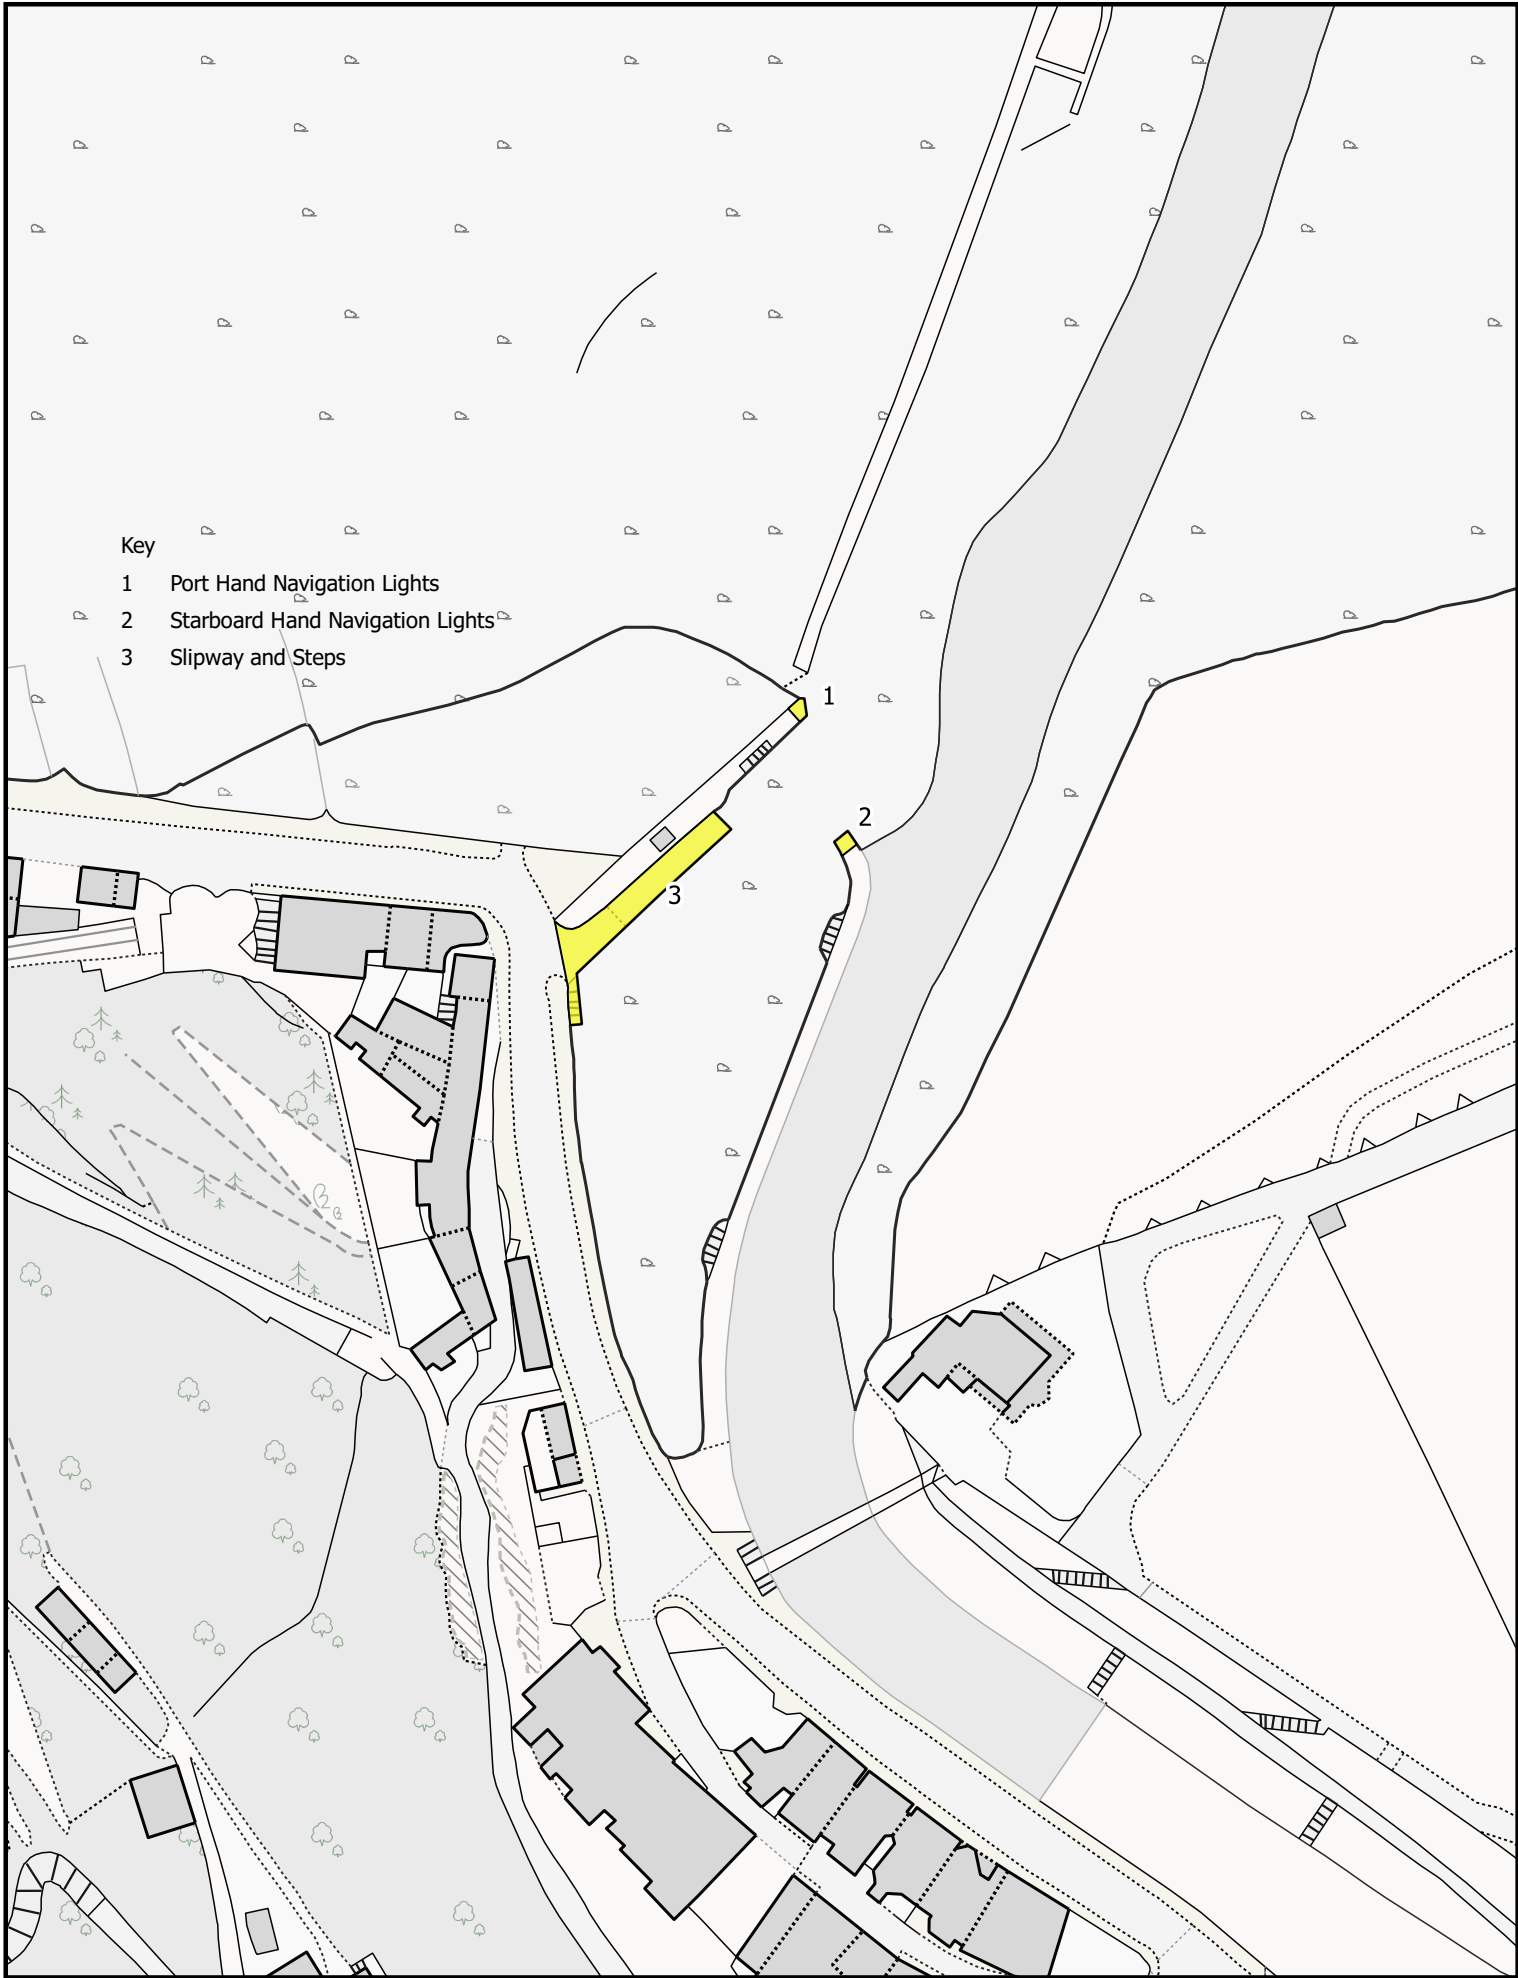 Key
1 Port Hand Navigation Lights
2 Starboard Hand Navigation Lights
3 Slipway and Steps
1
2
3